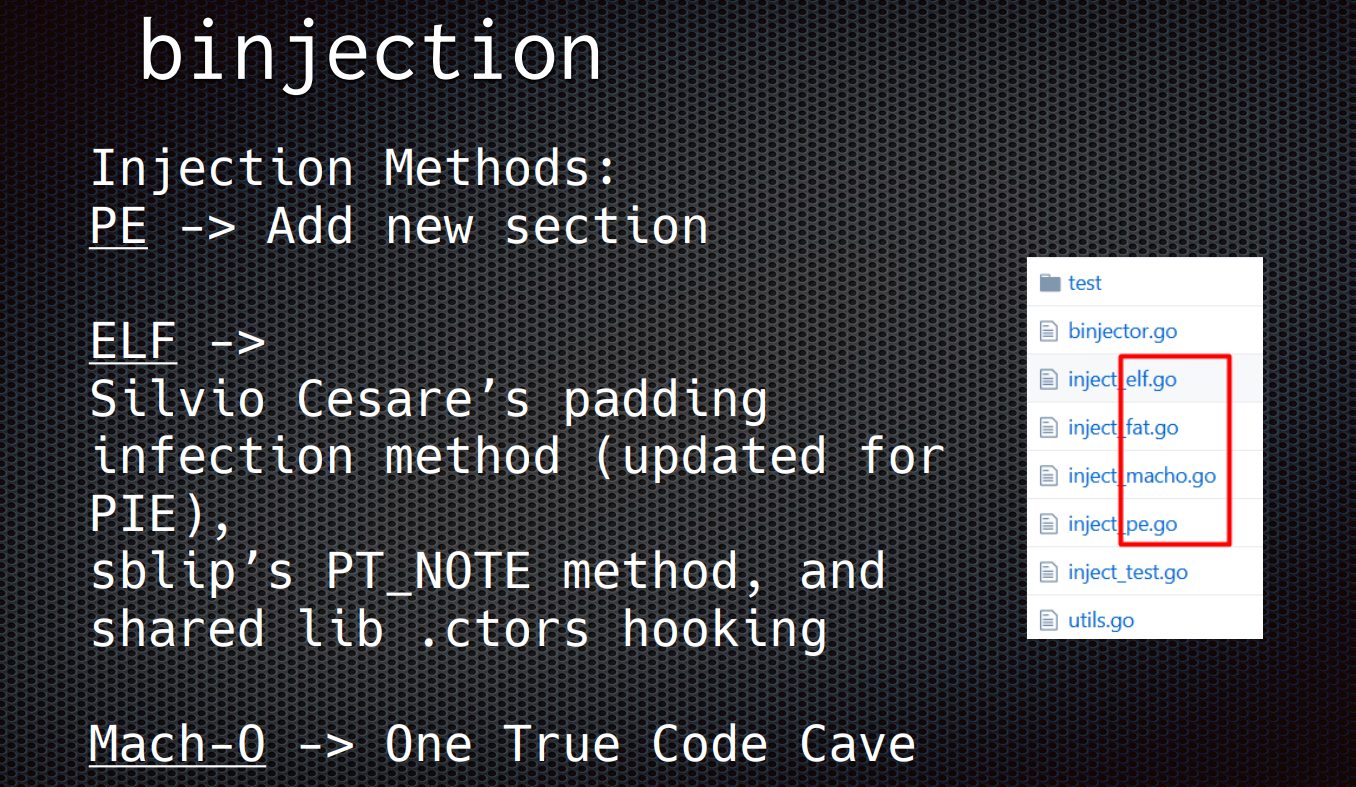 binjection
Injection Methods:
PE -> Add new section
ELF ->
Silvio Cesare’s padding
infection method (updated for
PIE),
sblip’s PT_NOTE method, and
shared lib .ctors hooking
Mach-O -> One True Code Cave
test
binjector.go
inject_elf.go
inject_fat.go
inject_macho.go
inject_pe.go
inject_test.go
utils.go